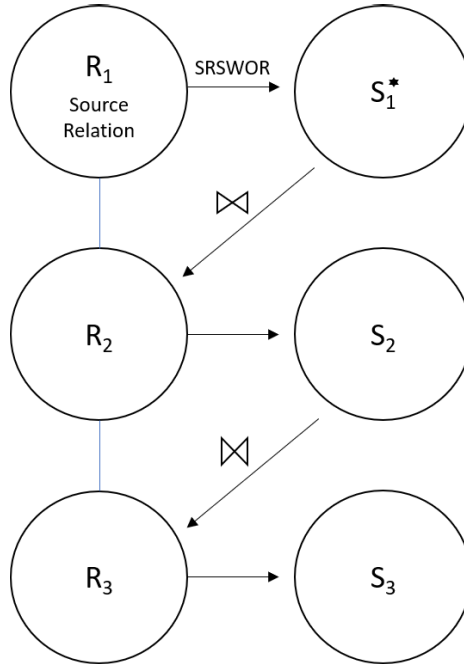 R₁ SRSWOR S₁*
Source
Relation
⋈
R₂ S₂
⋈
R₃ S₃